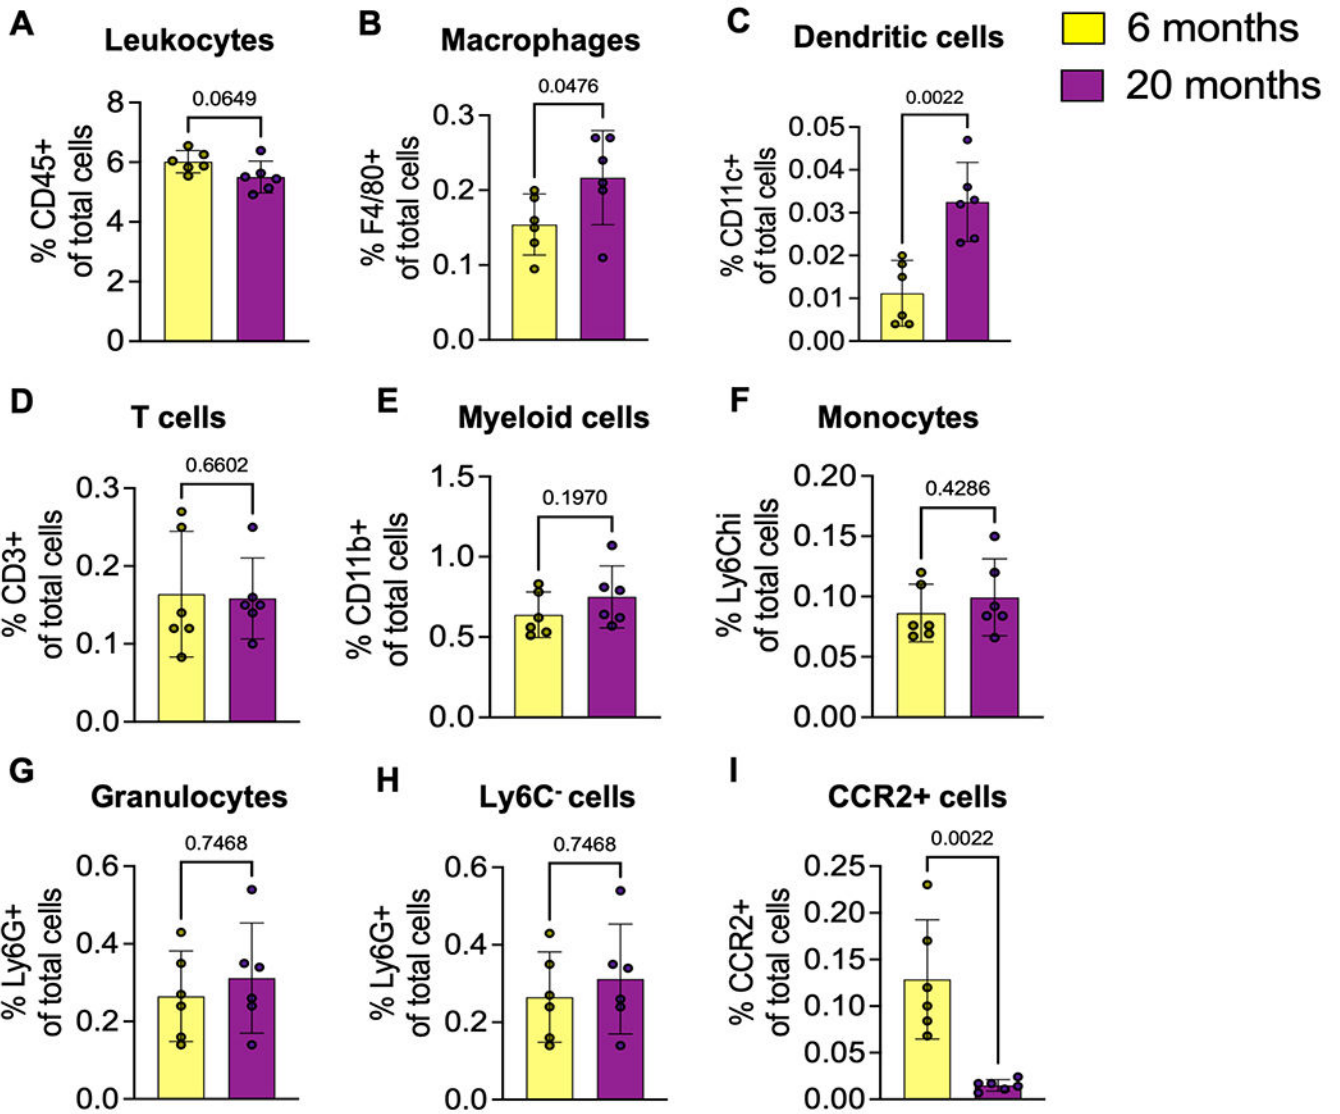 A
Leukocytes
0.0649
% CD45+
of total cells
8
6
4
2
0
B
Macrophages
0.0476
% F4/80+
of total cells
0.3
0.2
0.1
0.0
C
Dendritic cells
0.0022
% CD11c+
of total cells
0.05
0.04
0.03
0.02
0.01
0.00
6 months
20 months
D
T cells
0.6602
% CD3+
of total cells
0.3
0.2
0.1
0.0
E
Myeloid cells
0.1970
% CD11b+
of total cells
1.5
1.0
0.5
0.0
F
Monocytes
0.4286
% Ly6Chi
of total cells
0.20
0.15
0.10
0.05
0.00
G
Granulocytes
0.7468
% Ly6G+
of total cells
0.6
0.4
0.2
0.0
H
Ly6C- cells
0.7468
% Ly6G+
of total cells
0.6
0.4
0.2
0.0
I
CCR2+ cells
0.0022
% CCR2+
of total cells
0.25
0.20
0.15
0.10
0.05
0.00